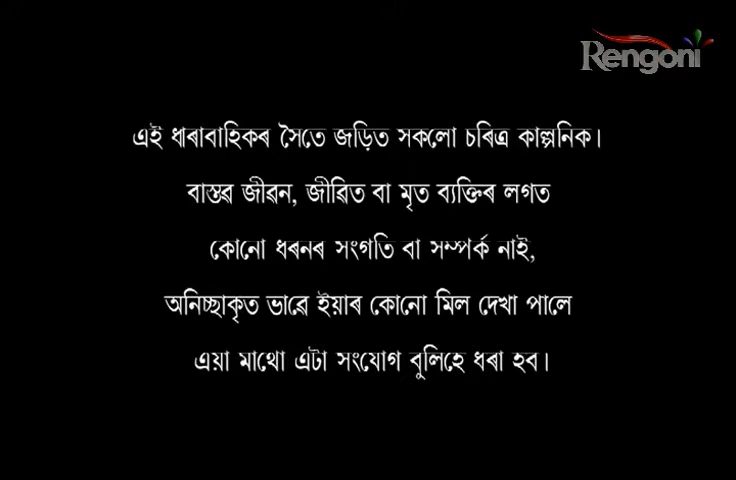 Rengoni
এই ধাৰাবাহিকৰ সৈতে জড়িত সকলো চৰিত্ৰ কাল্পনিক।
বাস্তৱ জীৱন, জীৱিত বা মৃত ব্যক্তিৰ লগত
কোনো ধৰনৰ সংগতি বা সম্পৰ্ক নাই,
অনিচ্ছাকৃত ভাৱে ইয়াৰ কোনো মিল দেখা পালে
এয়া মাথো এটা সংযোগ বুলিহে ধৰা হব।